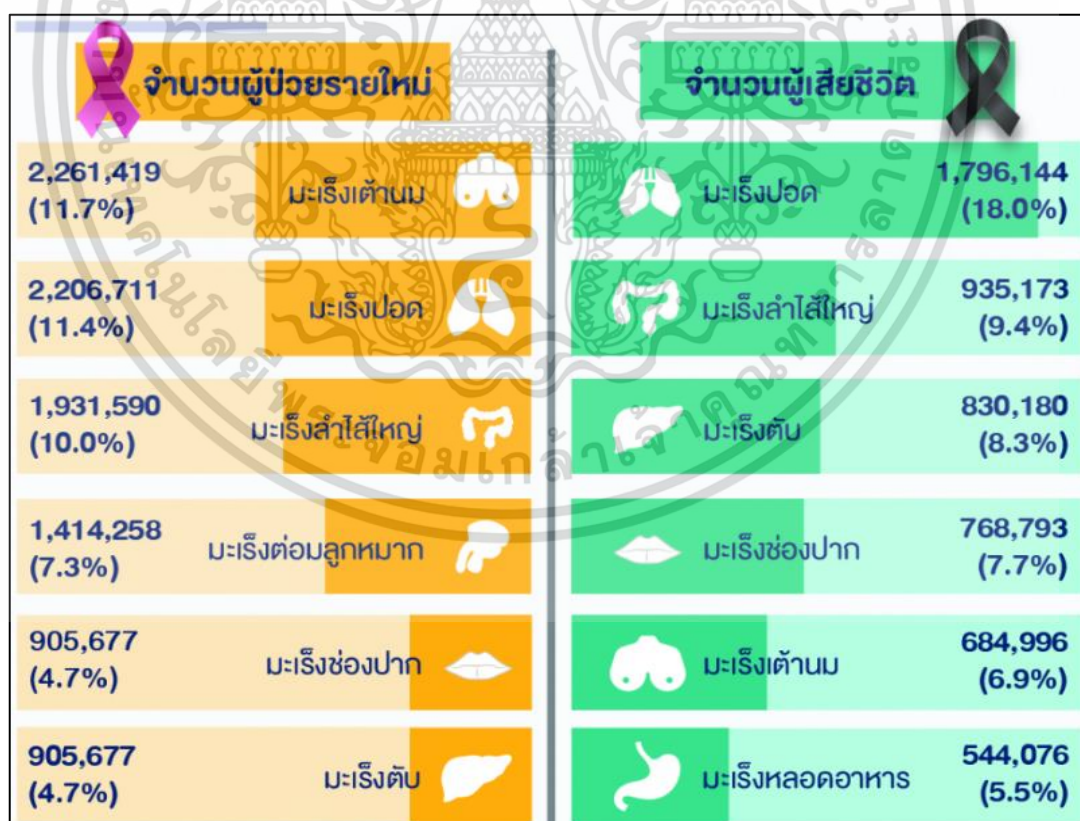 จำนวนผู้ป่วยรายใหม่
2,261,419
(11.7%)
มะเร็งเต้านม
2,206,711
(11.4%)
มะเร็งปอด
1,931,590
(10.0%)
มะเร็งลำไส้ใหญ่
1,414,258
(7.3%)
มะเร็งต่อมลูกหมาก
905,677
(4.7%)
มะเร็งช่องปาก
905,677
(4.7%)
มะเร็งตับ
จำนวนผู้เสียชีวิต
มะเร็งปอด
1,796,144
(18.0%)
มะเร็งลำไส้ใหญ่
935,173
(9.4%)
มะเร็งตับ
830,180
(8.3%)
มะเร็งช่องปาก
768,793
(7.7%)
มะเร็งเต้านม
684,996
(6.9%)
มะเร็งหลอดอาหาร
544,076
(5.5%)